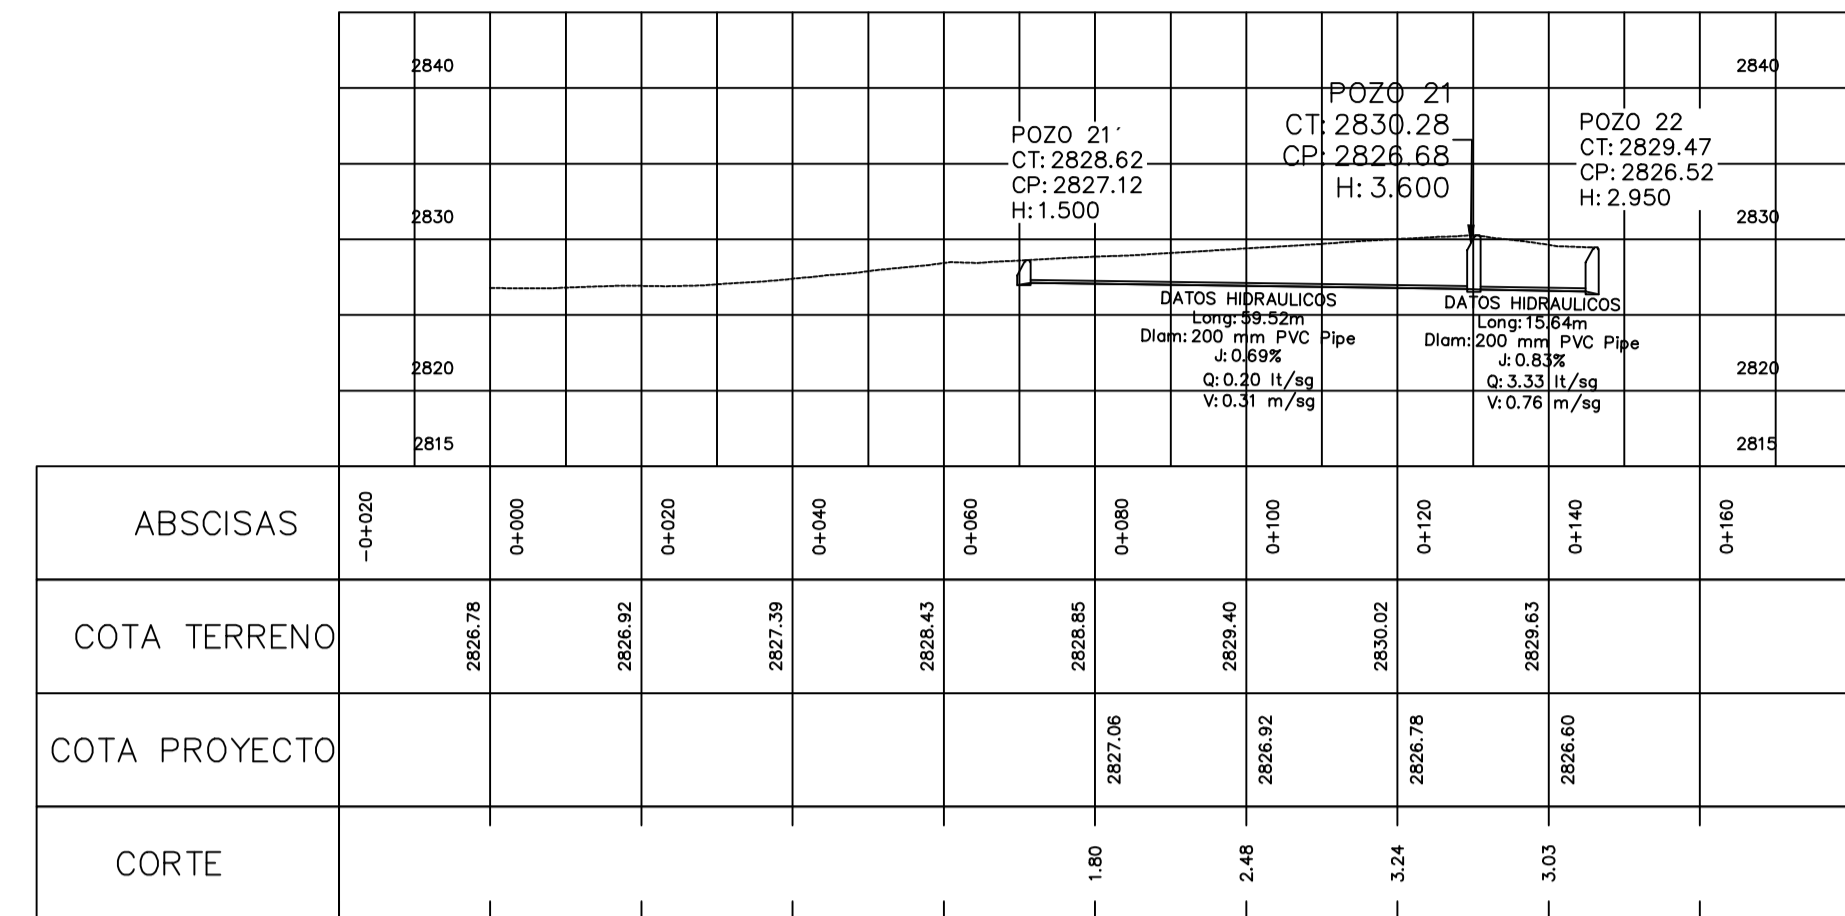 2840
2840
POZO 21
CT: 2830.28
CP: 2826.68
H: 3.600
POZO 21´
CT: 2828.62
CP: 2827.12
H: 1.500
POZO 22
CT: 2829.47
CP: 2826.52
H: 2.950
2830
2830
DATOS HIDRAULICOS
Long: 59.52m
Diam: 200 mm PVC Pipe
J: 0.69%
Q: 0.20 lt/sg
V: 0.31 m/sg
DATOS HIDRAULICOS
Long: 15.64m
Diam: 200 mm PVC Pipe
J: 0.83%
Q: 3.33 lt/sg
V: 0.76 m/sg
2820
2820
2815
2815
ABSCISAS
-0+020
0+000
0+020
0+040
0+060
0+080
0+100
0+120
0+140
0+160
COTA TERRENO
2826.78
2826.92
2827.39
2828.43
2828.85
2829.40
2830.02
2829.63
COTA PROYECTO
2827.06
2826.92
2826.78
2826.60
CORTE
1.80
2.48
3.24
3.03